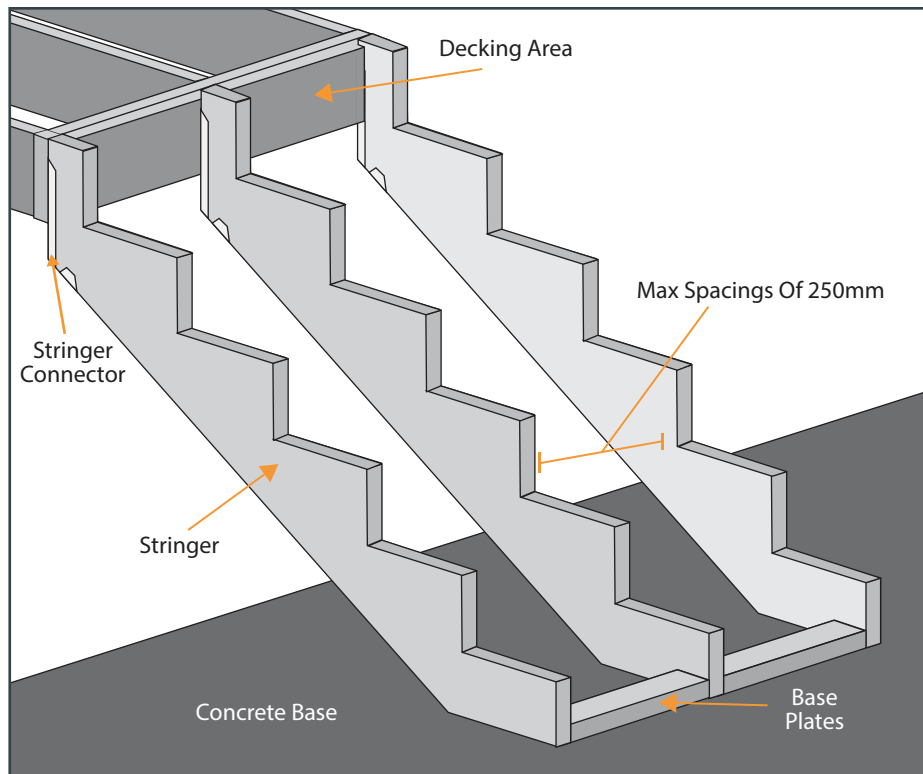 Decking Area
Max Spacings Of 250mm
Stringer
Connector
Stringer
Concrete Base
Base
Plates